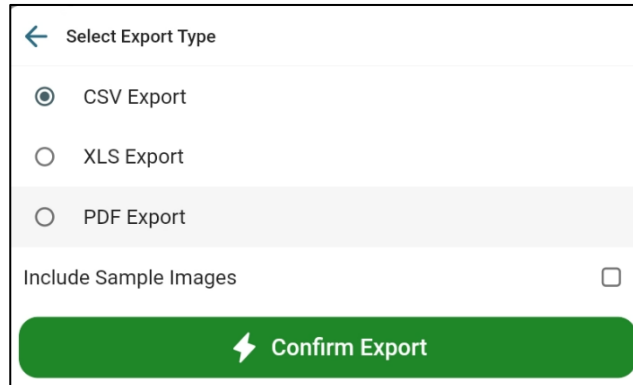 Select Export Type
CSV Export
XLS Export
PDF Export
Include Sample Images
Confirm Export